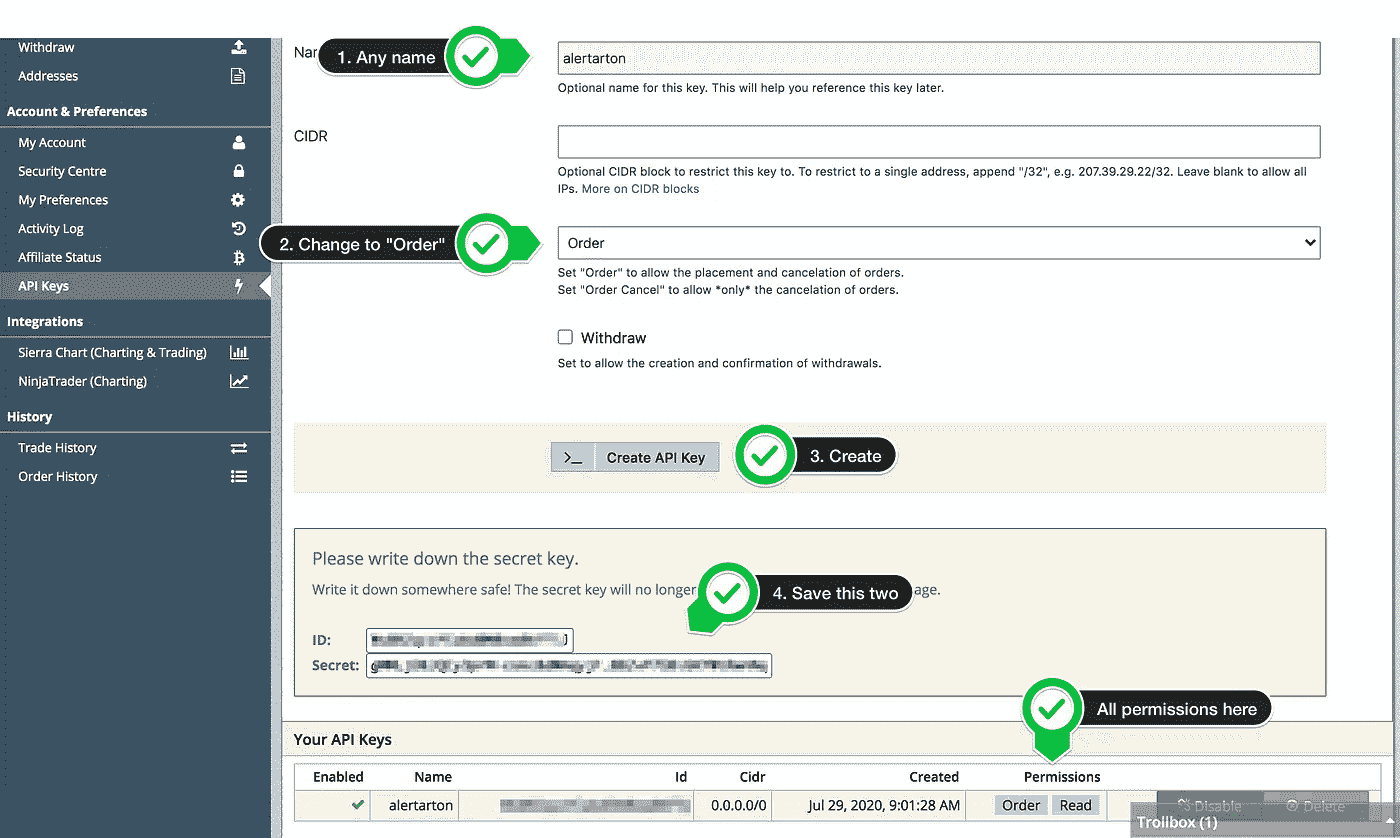 Withdraw
Addresses
Account & Preferences
My Account
Security Centre
My Preferences
Activity Log
Affiliate Status
API Keys
Integrations
Sierra Chart (Charting & Trading)
NinjaTrader (Charting)
History
Trade History
Order History
1. Any name
alertarton
Optional name for this key. This will help you reference this key later.
CIDR
Optional CIDR block to restrict this key to. To restrict to a single address, append "/32", e.g. 207.39.29.22/32. Leave blank to allow all
IPs. More on CIDR blocks
2. Change to "Order"
Order
Set "Order" to allow the placement and cancelation of orders.
Set "Order Cancel" to allow *only* the cancelation of orders.
Withdraw
Set to allow the creation and confirmation of withdrawals.
>_ Create API Key
3. Create
Please write down the secret key.
Write it down somewhere safe! The secret key will no longer
4. Save this two
ID:
Secret:
All permissions here
Your API Keys
Enabled Name Id Cidr Created Permissions
alertarton 0.0.0.0/0 Jul 29, 2020, 9:01:28 AM Order Read Disable Delete
Trollbox (1)